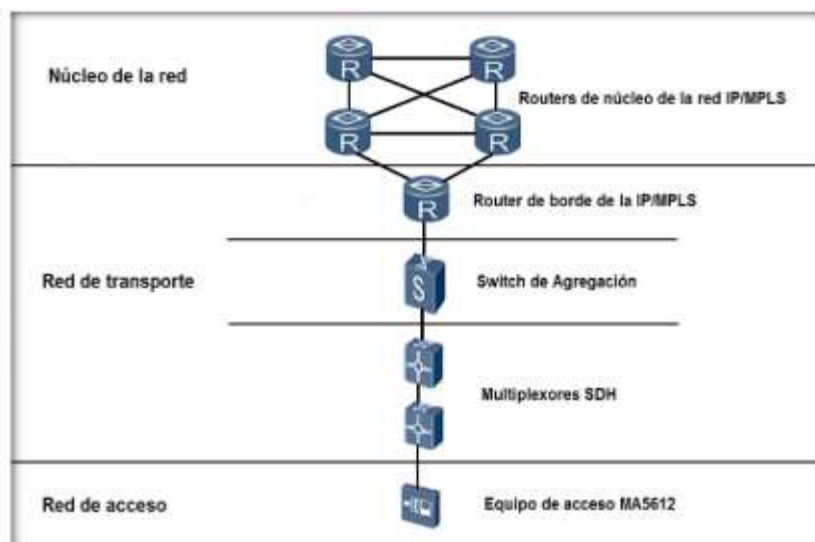 Núcleo de la red
R R
R R
Routers de núcleo de la red IP/MPLS
R
Router de borde de la IP/MPLS
Red de transporte
S
Switch de Agregación
Multiplexores SDH
Red de acceso
Equipo de acceso MA5612